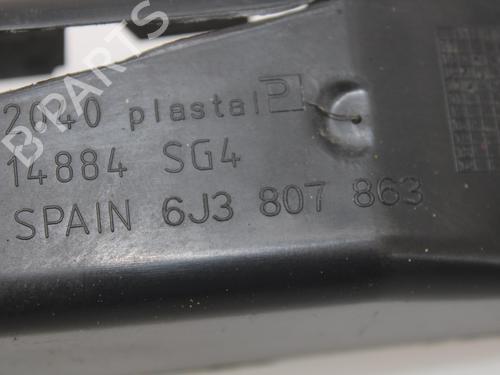 2040 plastal P
14884 SG4
SPAIN 6J3 807 863
B-PARTS